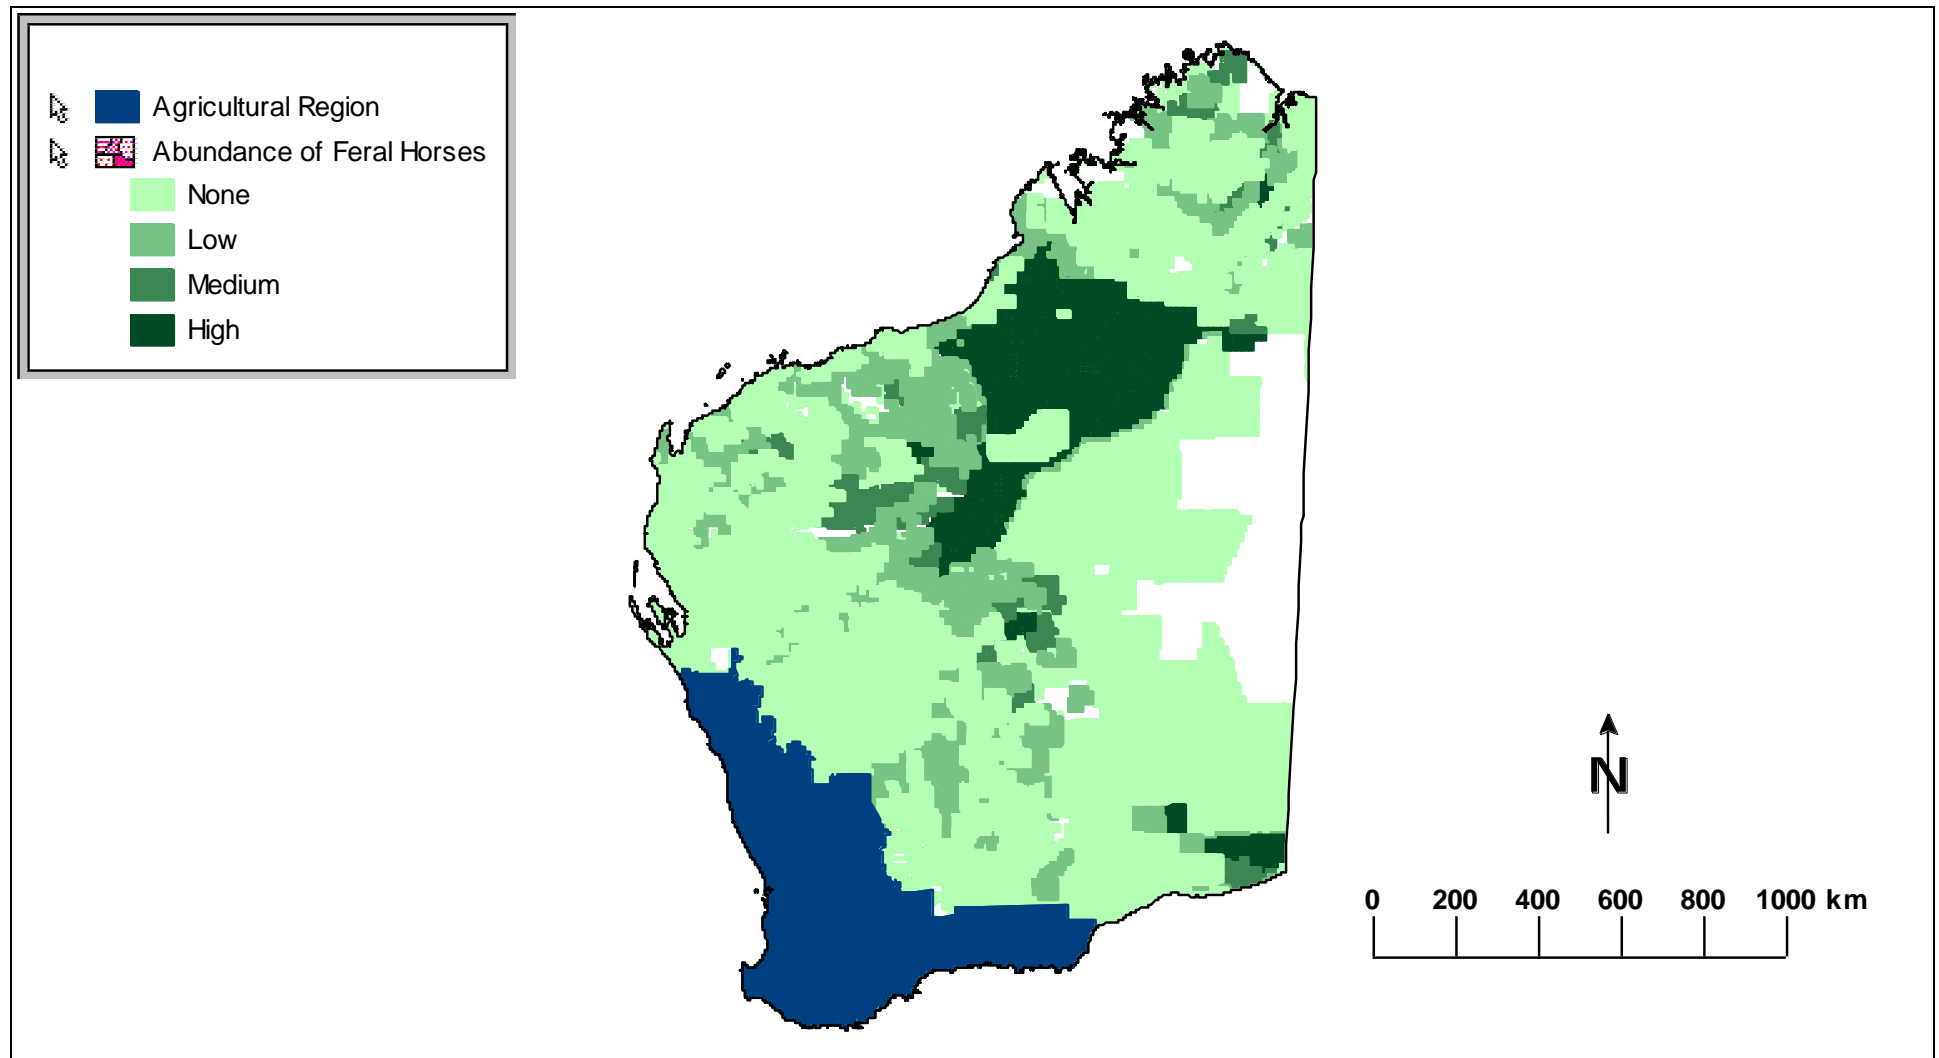 Agricultural Region
Abundance of Feral Horses
None
Low
Medium
High
N
0 200 400 600 800 1000 km